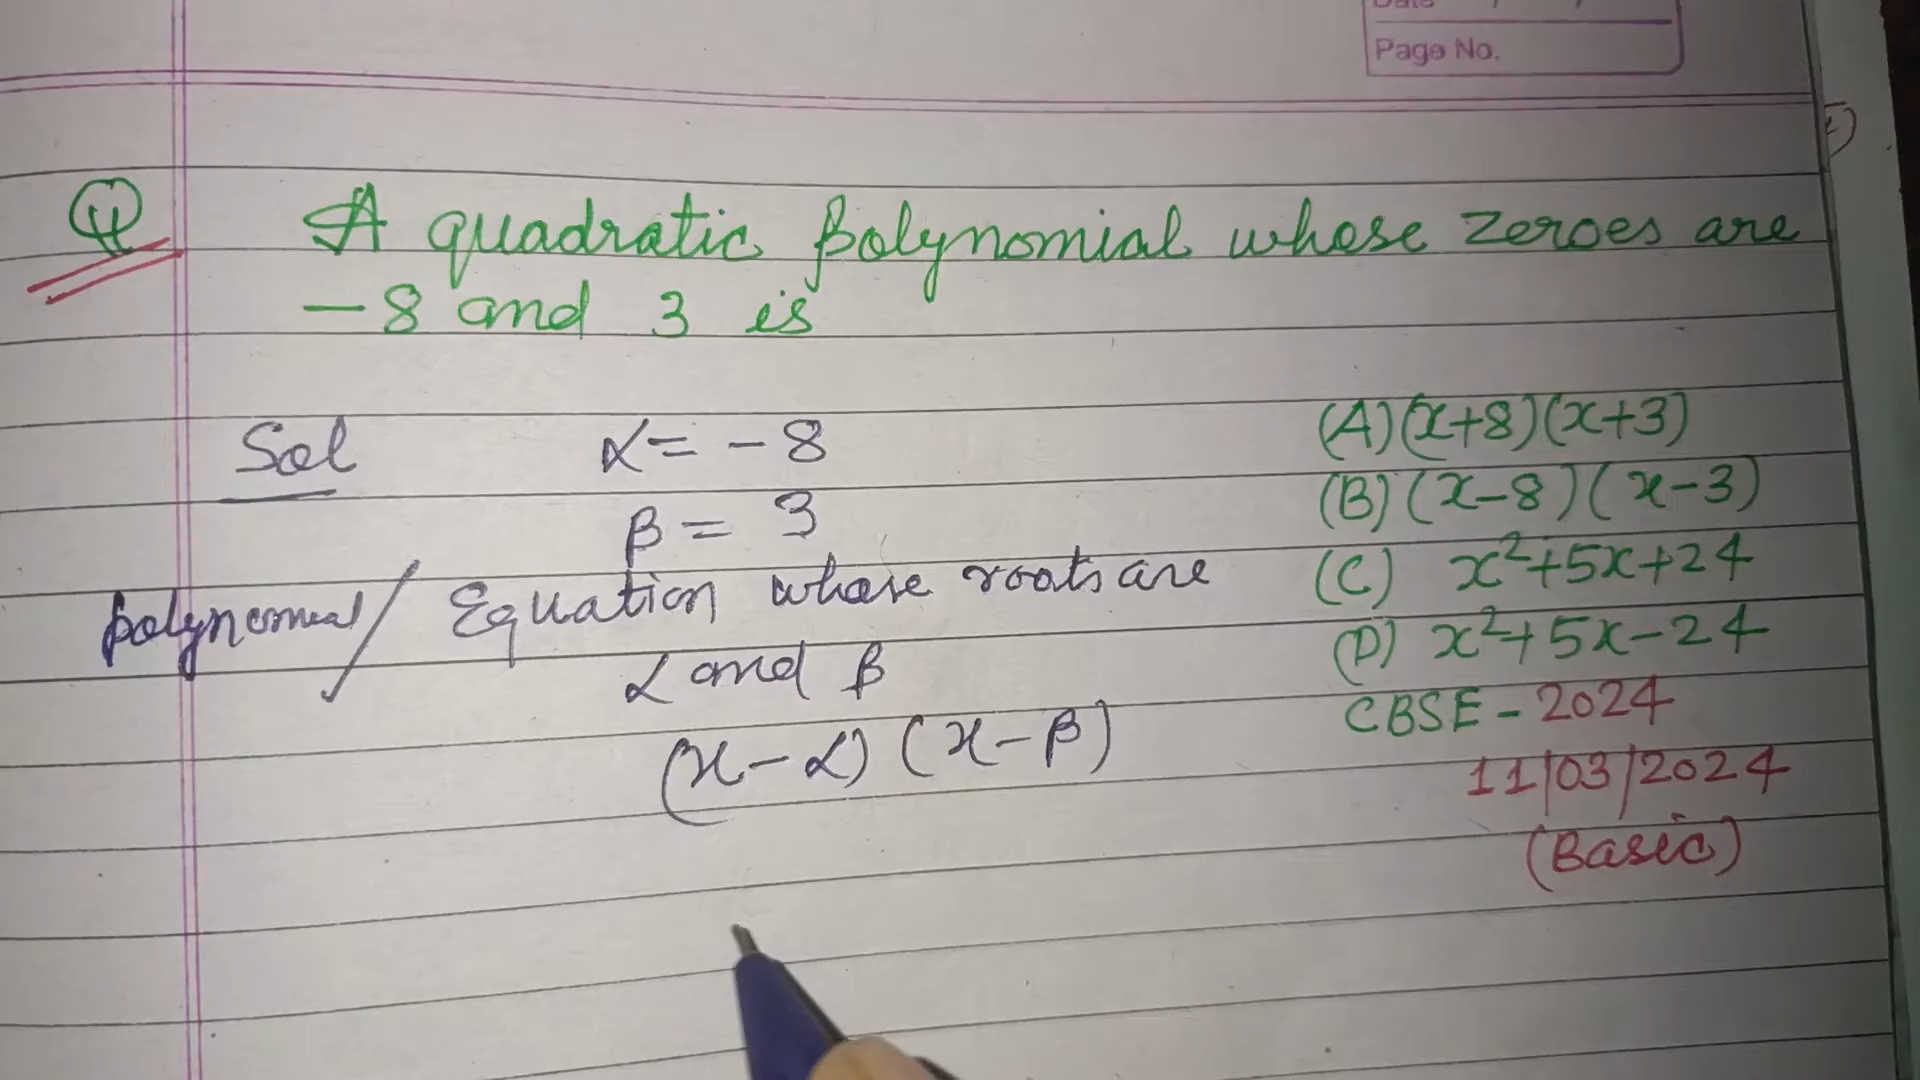 Page No.
Q A quadratic polynomial whose zeroes are
-8 and 3 is
Sol α = -8
β = 3
polynomial / Equation whose roots are
α and β
(x-α) (x-β)
(A) (x+8)(x+3)
(B) (x-8)(x-3)
(C) x²+5x+24
(D) x²+5x-24
CBSE - 2024
11/03/2024
(Basic)